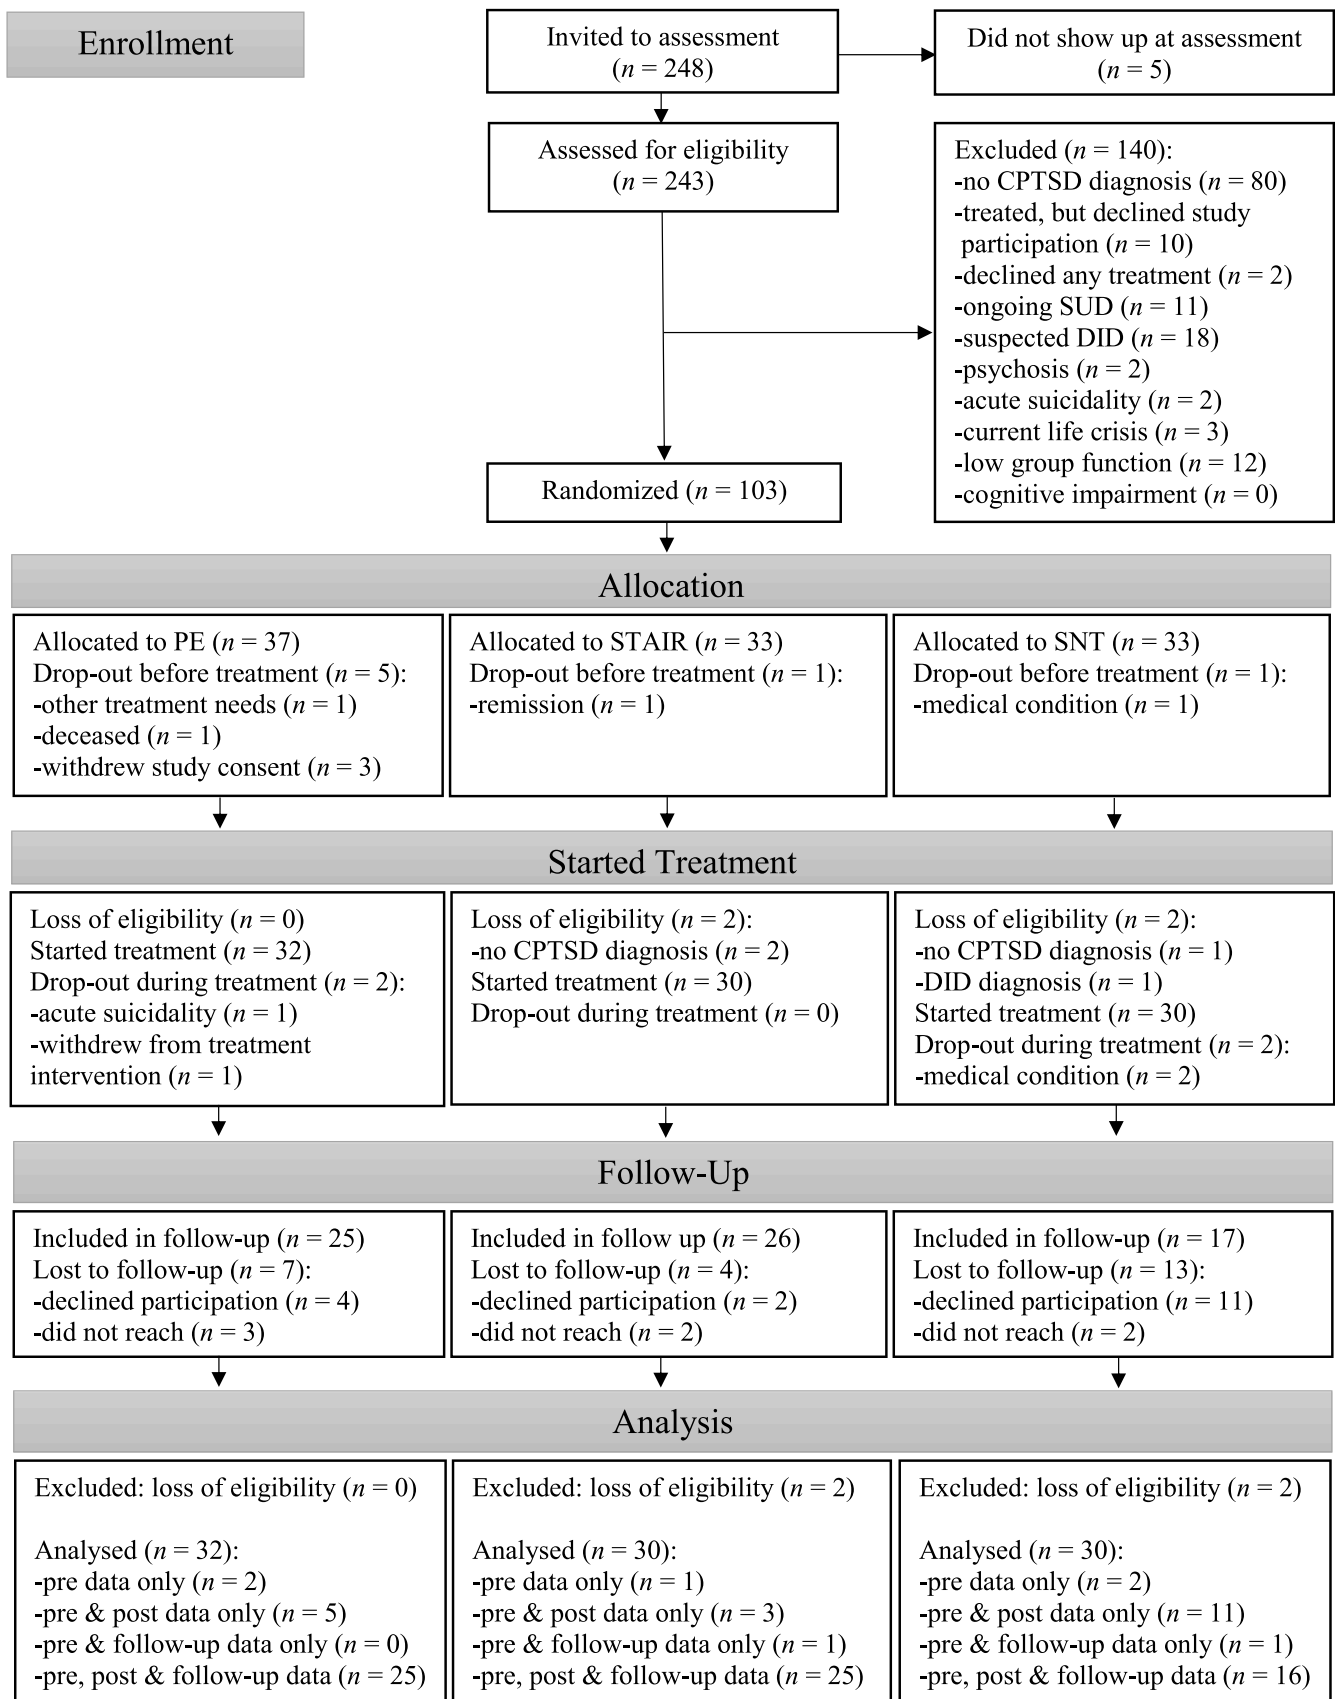 Enrollment
Invited to assessment
(n = 248)
Did not show up at assessment
(n = 5)
Assessed for eligibility
(n = 243)
Excluded (n = 140):
-no CPTSD diagnosis (n = 80)
-treated, but declined study
participation (n = 10)
-declined any treatment (n = 2)
-ongoing SUD (n = 11)
-suspected DID (n = 18)
-psychosis (n = 2)
-acute suicidality (n = 2)
-current life crisis (n = 3)
-low group function (n = 12)
-cognitive impairment (n = 0)
Randomized (n = 103)
Allocation
Allocated to PE (n = 37)
Drop-out before treatment (n = 5):
-other treatment needs (n = 1)
-deceased (n = 1)
-withdrew study consent (n = 3)
Allocated to STAIR (n = 33)
Drop-out before treatment (n = 1):
-remission (n = 1)
Allocated to SNT (n = 33)
Drop-out before treatment (n = 1):
-medical condition (n = 1)
Started Treatment
Loss of eligibility (n = 0)
Started treatment (n = 32)
Drop-out during treatment (n = 2):
-acute suicidality (n = 1)
-withdrew from treatment
intervention (n = 1)
Loss of eligibility (n = 2):
-no CPTSD diagnosis (n = 2)
Started treatment (n = 30)
Drop-out during treatment (n = 0)
Loss of eligibility (n = 2):
-no CPTSD diagnosis (n = 1)
-DID diagnosis (n = 1)
Started treatment (n = 30)
Drop-out during treatment (n = 2):
-medical condition (n = 2)
Follow-Up
Included in follow-up (n = 25)
Lost to follow-up (n = 7):
-declined participation (n = 4)
-did not reach (n = 3)
Included in follow up (n = 26)
Lost to follow-up (n = 4):
-declined participation (n = 2)
-did not reach (n = 2)
Included in follow-up (n = 17)
Lost to follow-up (n = 13):
-declined participation (n = 11)
-did not reach (n = 2)
Analysis
Excluded: loss of eligibility (n = 0)
Analysed (n = 32):
-pre data only (n = 2)
-pre & post data only (n = 5)
-pre & follow-up data only (n = 0)
-pre, post & follow-up data (n = 25)
Excluded: loss of eligibility (n = 2)
Analysed (n = 30):
-pre data only (n = 1)
-pre & post data only (n = 3)
-pre & follow-up data only (n = 1)
-pre, post & follow-up data (n = 25)
Excluded: loss of eligibility (n = 2)
Analysed (n = 30):
-pre data only (n = 2)
-pre & post data only (n = 11)
-pre & follow-up data only (n = 1)
-pre, post & follow-up data (n = 16)